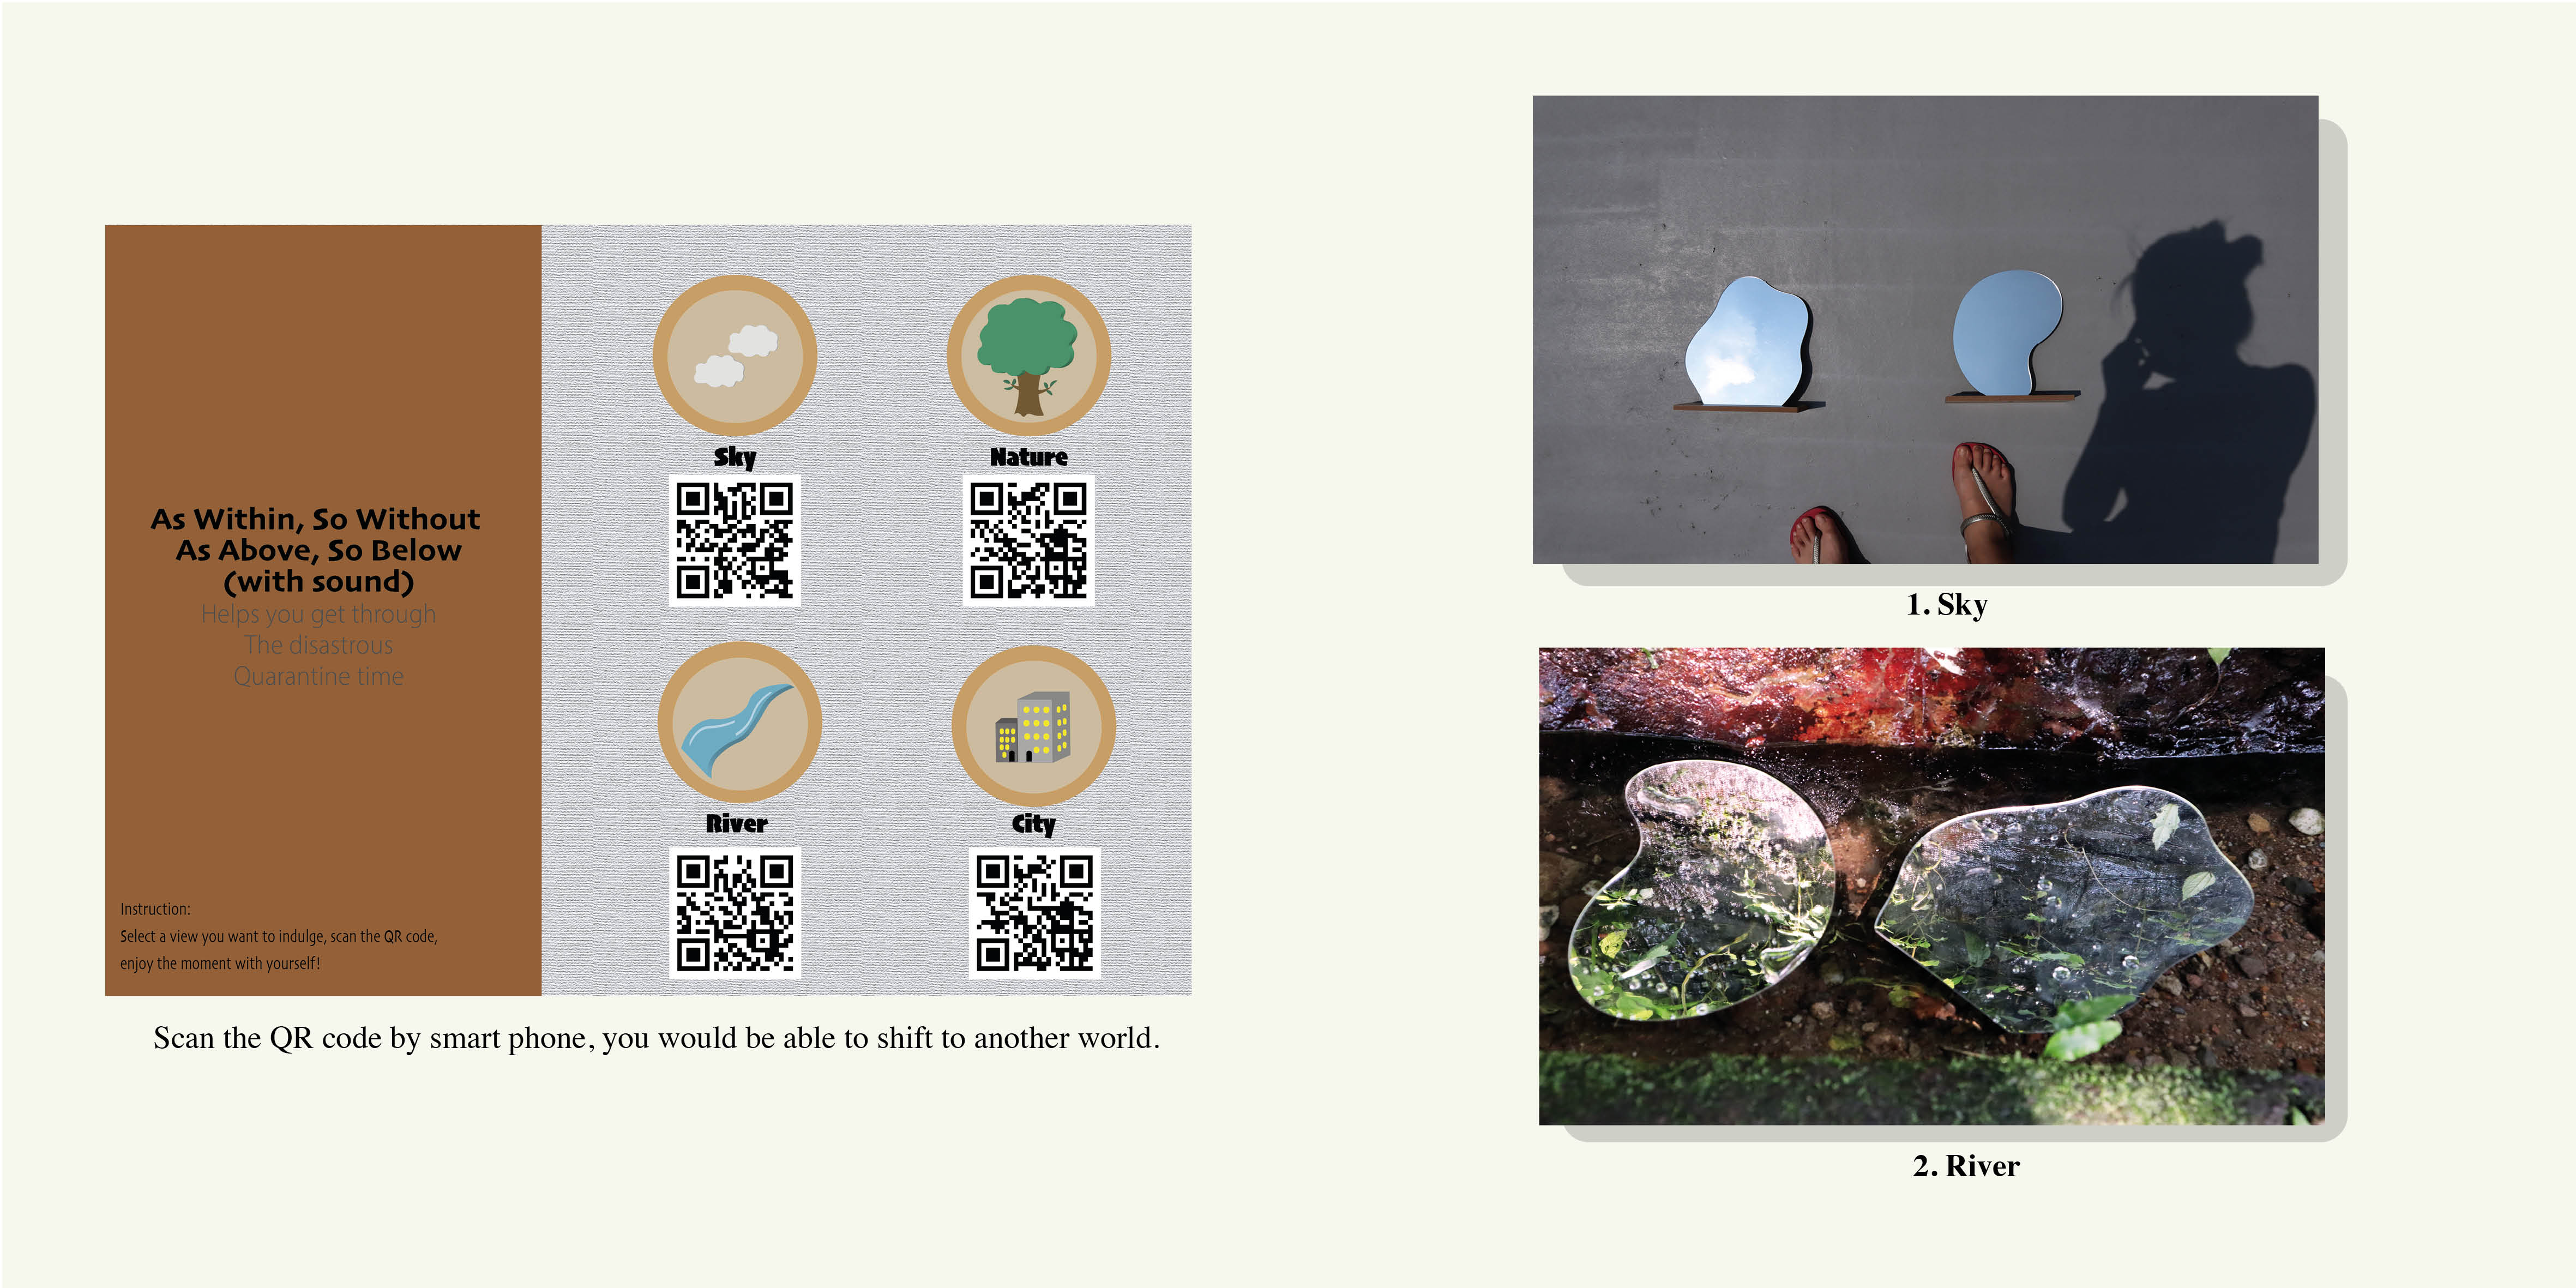 As Within, So Without
As Above, So Below
(with sound)
Helps you get through
The disastrous
Quarantine time
Instruction:
Select a view you want to indulge, scan the QR code,
enjoy the moment with yourself!
Sky
Nature
River
City
Scan the QR code by smart phone, you would be able to shift to another world.
1. Sky
2. River